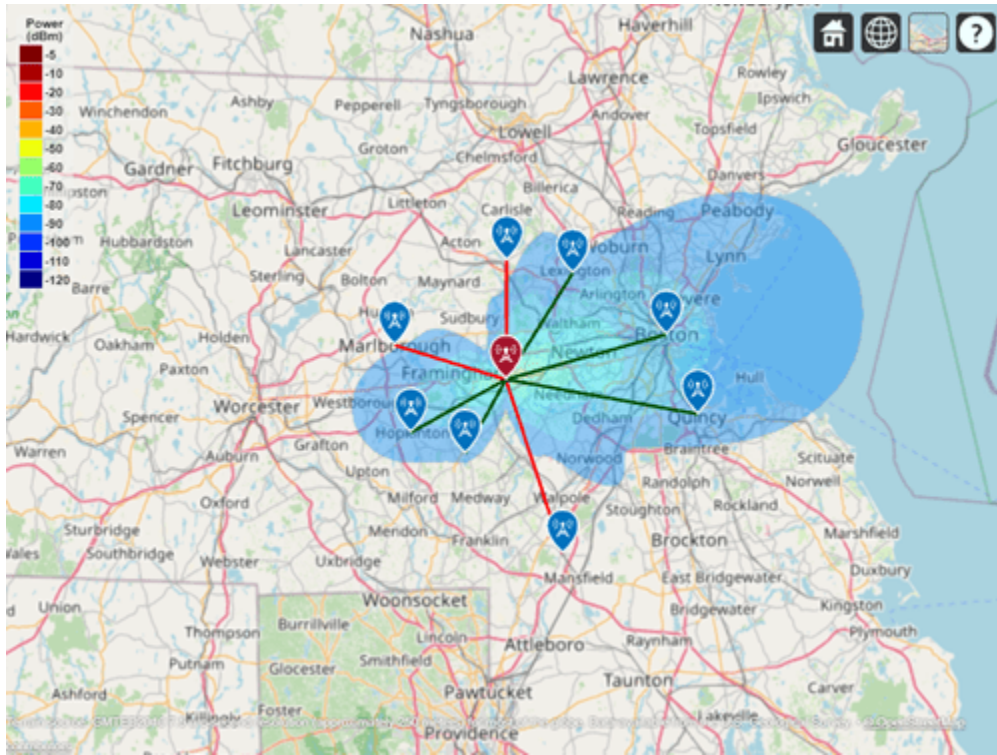 Power
(dBm)
-5
-10
-20
-30
-40
-50
-60
-70
-80
-90
-100
-110
-120
?
Nashua
Haverhill
Lawrence
Rowley
Ipswich
Winchendon
Ashby
Pepperell
Tyngsborough
Andover
Lowell
Topsfield
Gloucester
Groton
Chelmsford
Gardner
Fitchburg
Danvers
Billerica
Leominster
Littleton
Carlisle
Reading
Peabody
Hubbardston
Lancaster
Acton
Woburn
Lynn
Lexington
Barre
Sterling
Bolton
Maynard
Arlington
Sudbury
Waltham
Hardwick
Oakham
Holden
Marlborough
Boston
Newton
Paxton
Framingham
Hull
Worcester
Westborough
Needham
Spencer
Dedham
Quincy
Hopkinton
Grafton
Braintree
Warren
Auburn
Norwood
Scituate
Upton
Randolph
Norwell
Oxford
Milford
Medway
Walpole
Stoughton
Rockland
Sturbridge
Mendon
Franklin
Brockton
Marshfield
Southbridge
Webster
Uxbridge
Mansfield
East Bridgewater
Duxbury
Woonsocket
Union
Burrillville
Bridgewater
Kingston
Thompson
Lincoln
Attleboro
Raynham
Plymouth
Putnam
Glocester
Smithfield
Taunton
Carver
Ashford
Pawtucket
Foster
Killingly
Lakeville
Providence